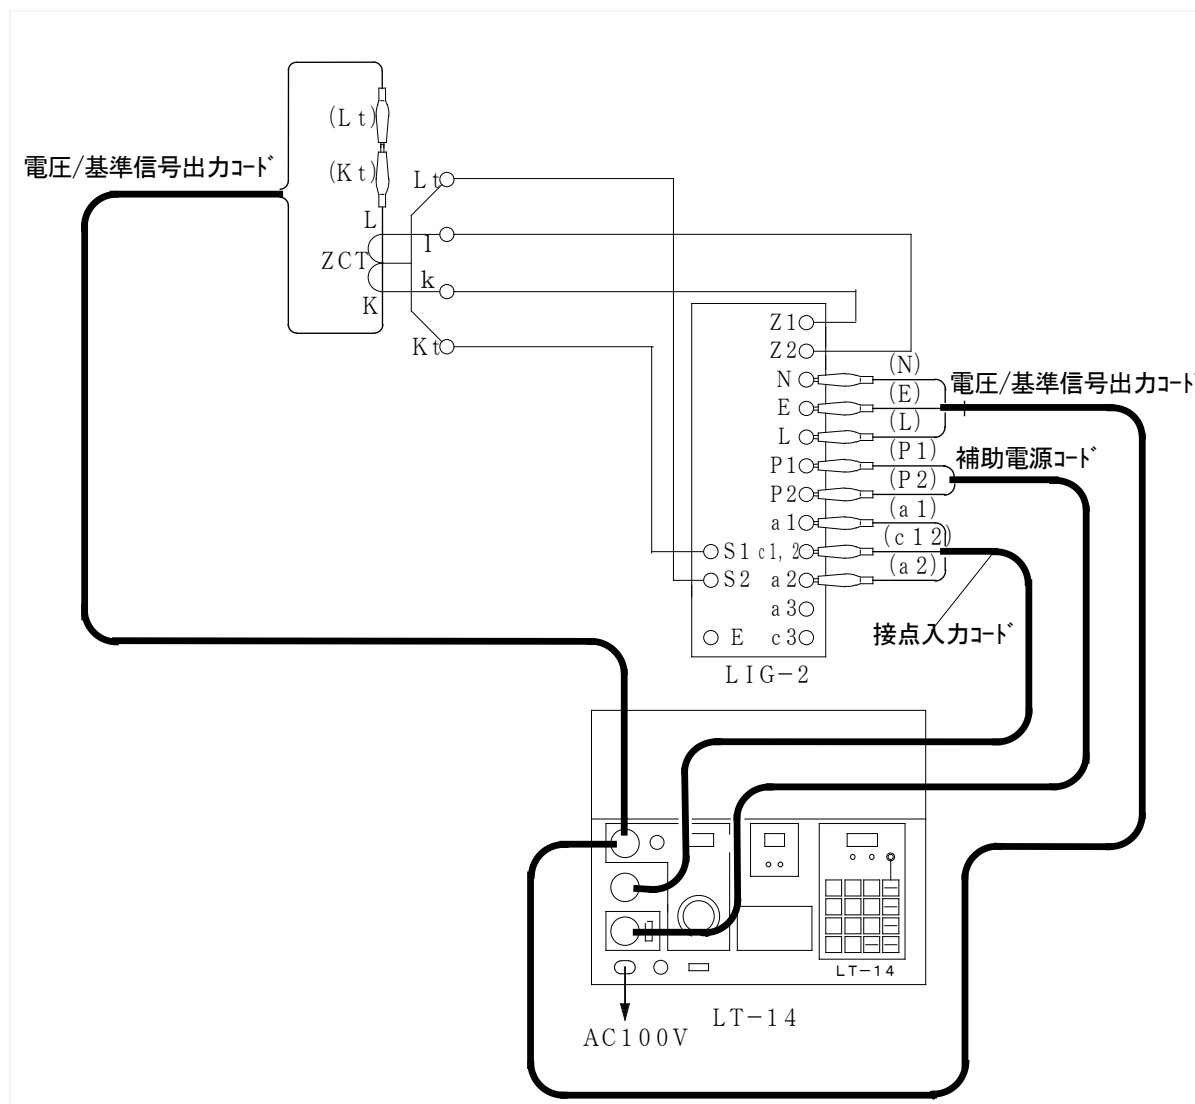 (Lt)
電圧/基準信号出力ｺｰﾄﾞ
(Kt)
Lt
L
l
ZCT
k
K
Kt
Z1
Z2
N
(N)
電圧/基準信号出力ｺｰﾄﾞ
E
(E)
L
(L)
P1
(P1)
補助電源ｺｰﾄﾞ
P2
(P2)
a1
(a1)
S1
c1,2
(c12)
S2
a2
(a2)
a3
接点入力ｺｰﾄﾞ
E
c3
LIG-2
LT-14
LT-14
AC100V